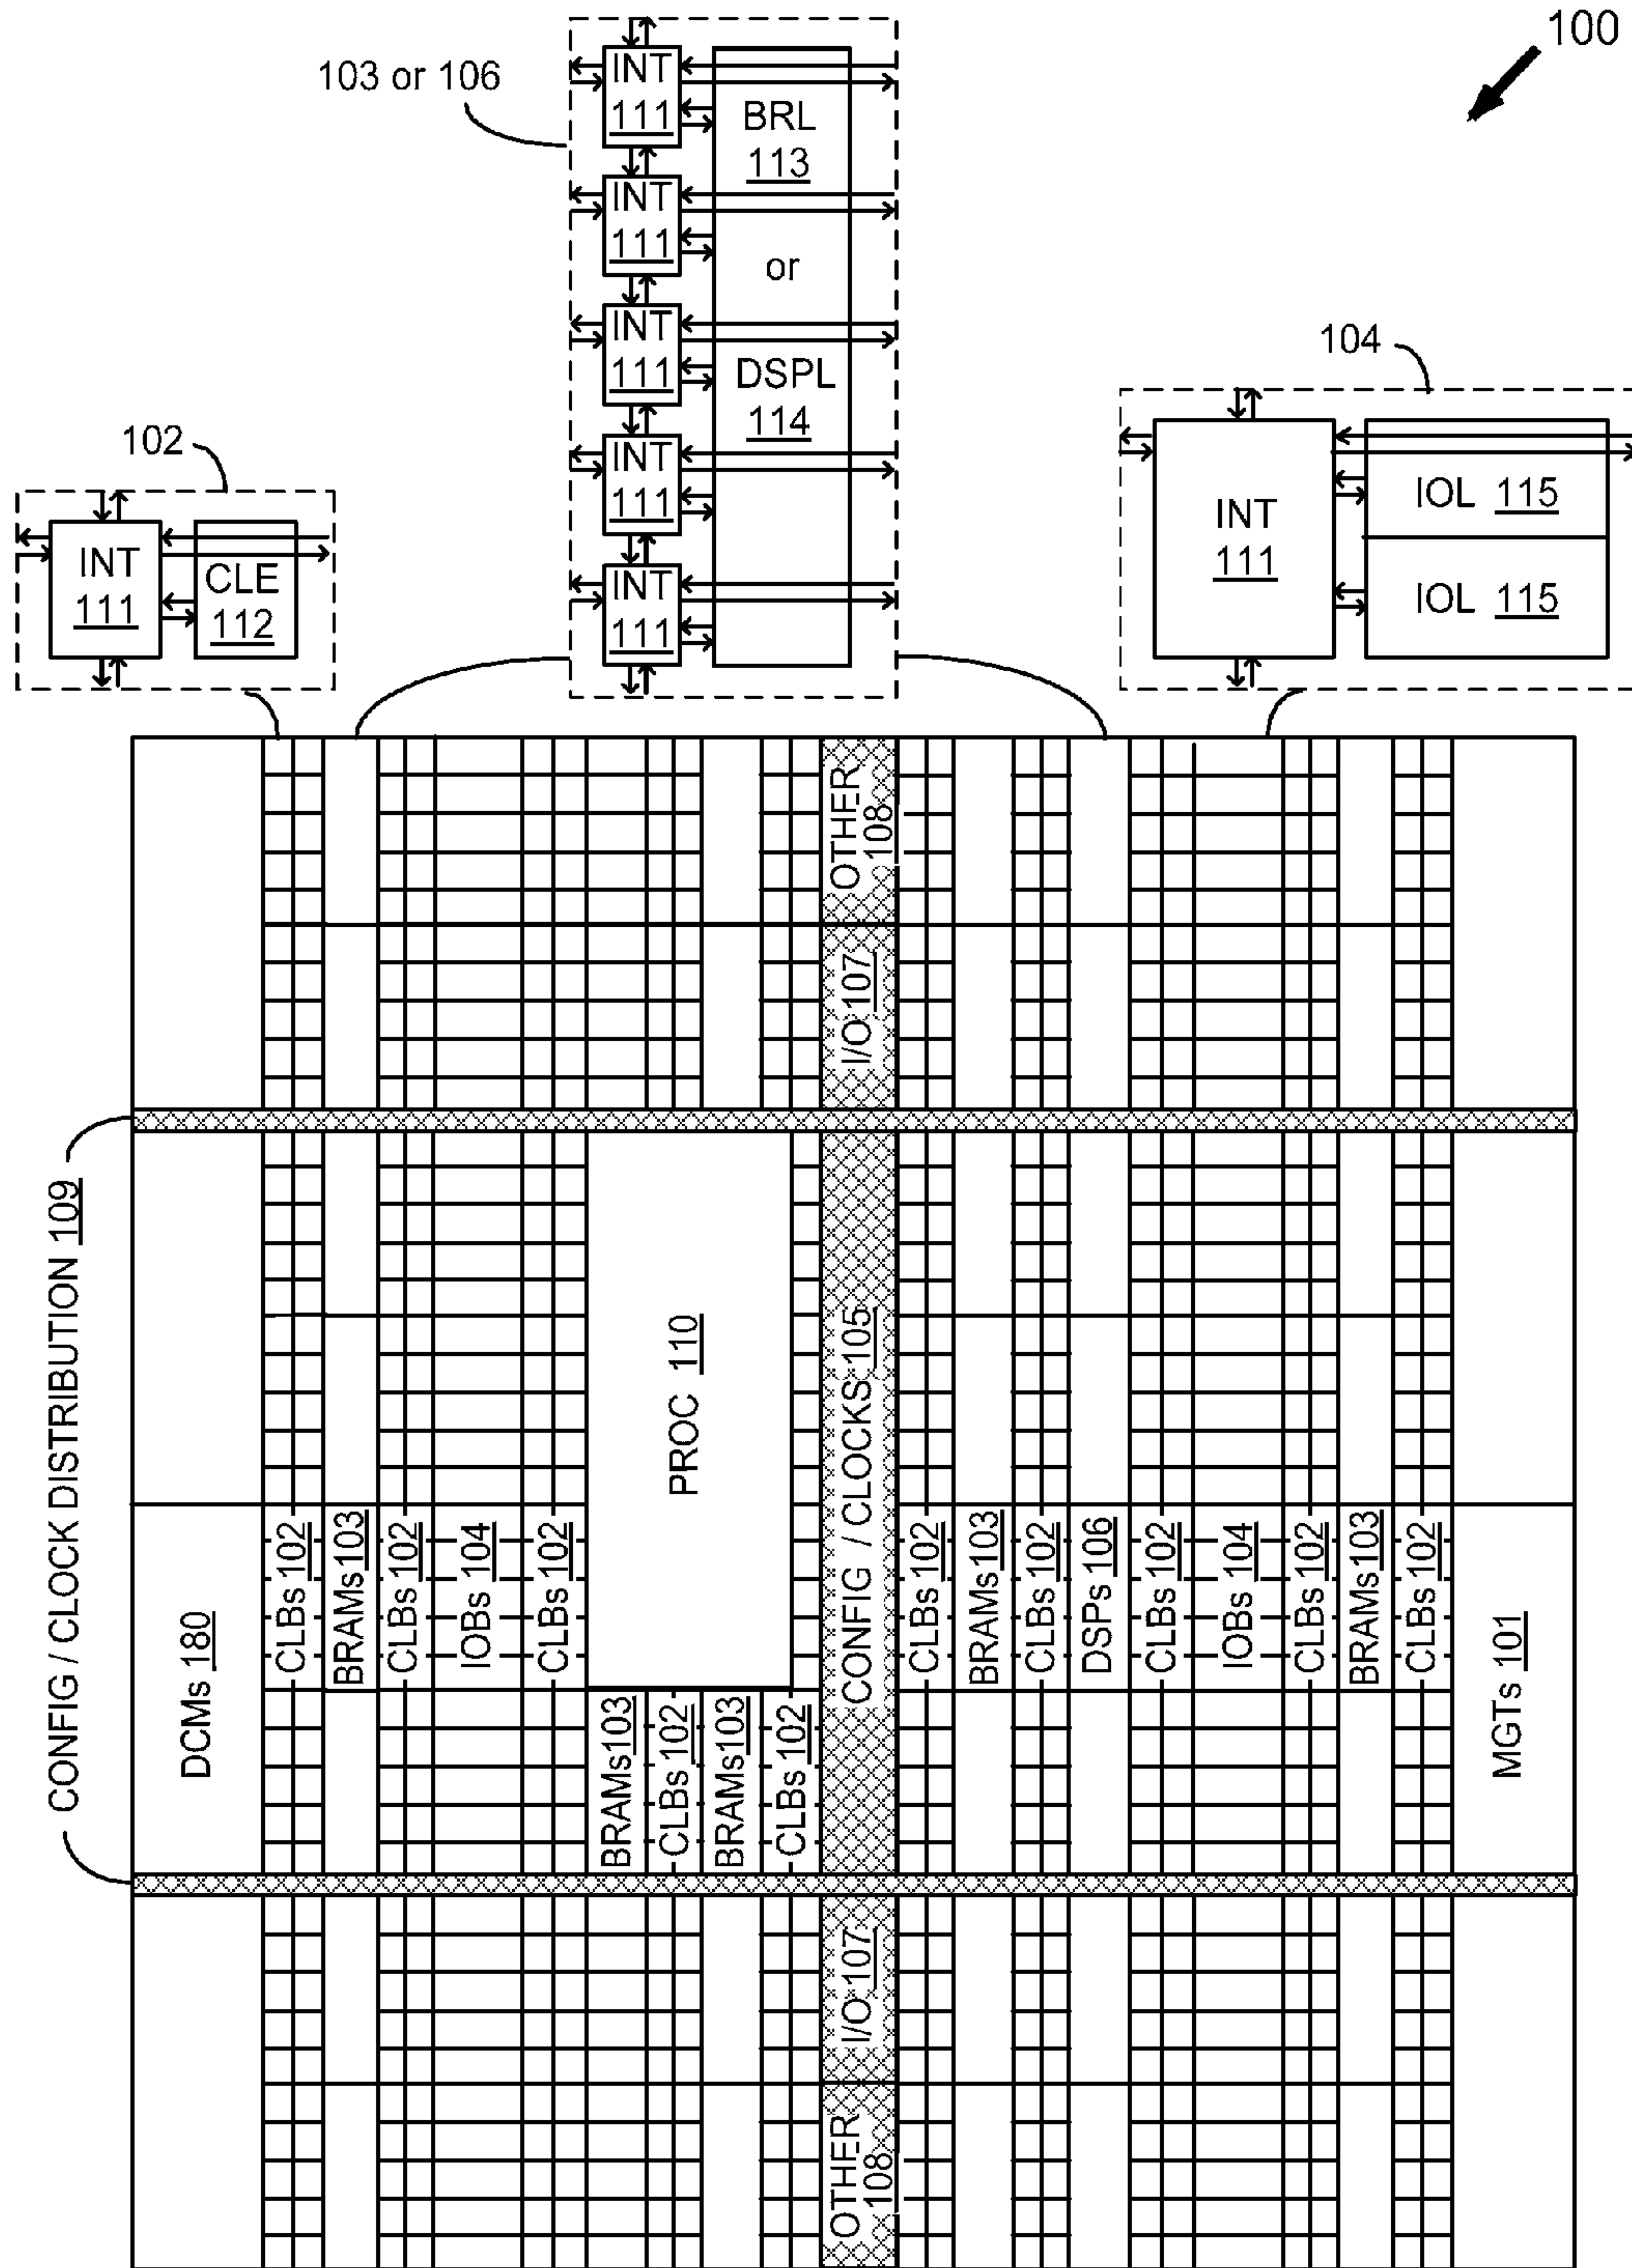 100
103 or 106
INT
111
INT
111
INT
111
INT
111
INT
111
BRL
113
or
DSPL
114
104
INT
111
IOL 115
IOL 115
102
INT
111
CLE
112
CONFIG / CLOCK DISTRIBUTION 109
OTHER
108
I/O 107
CONFIG / CLOCKS 105
I/O 107
OTHER
108
PROC 110
DCMs 180
CLBs 102
BRAMs 103
CLBs 102
IOBs 104
CLBs 102
BRAMs 103
CLBs 102
BRAMs 103
CLBs 102
CLBs 102
BRAMs 103
CLBs 102
DSPs 106
CLBs 102
IOBs 104
CLBs 102
BRAMs 103
CLBs 102
MGTs 101